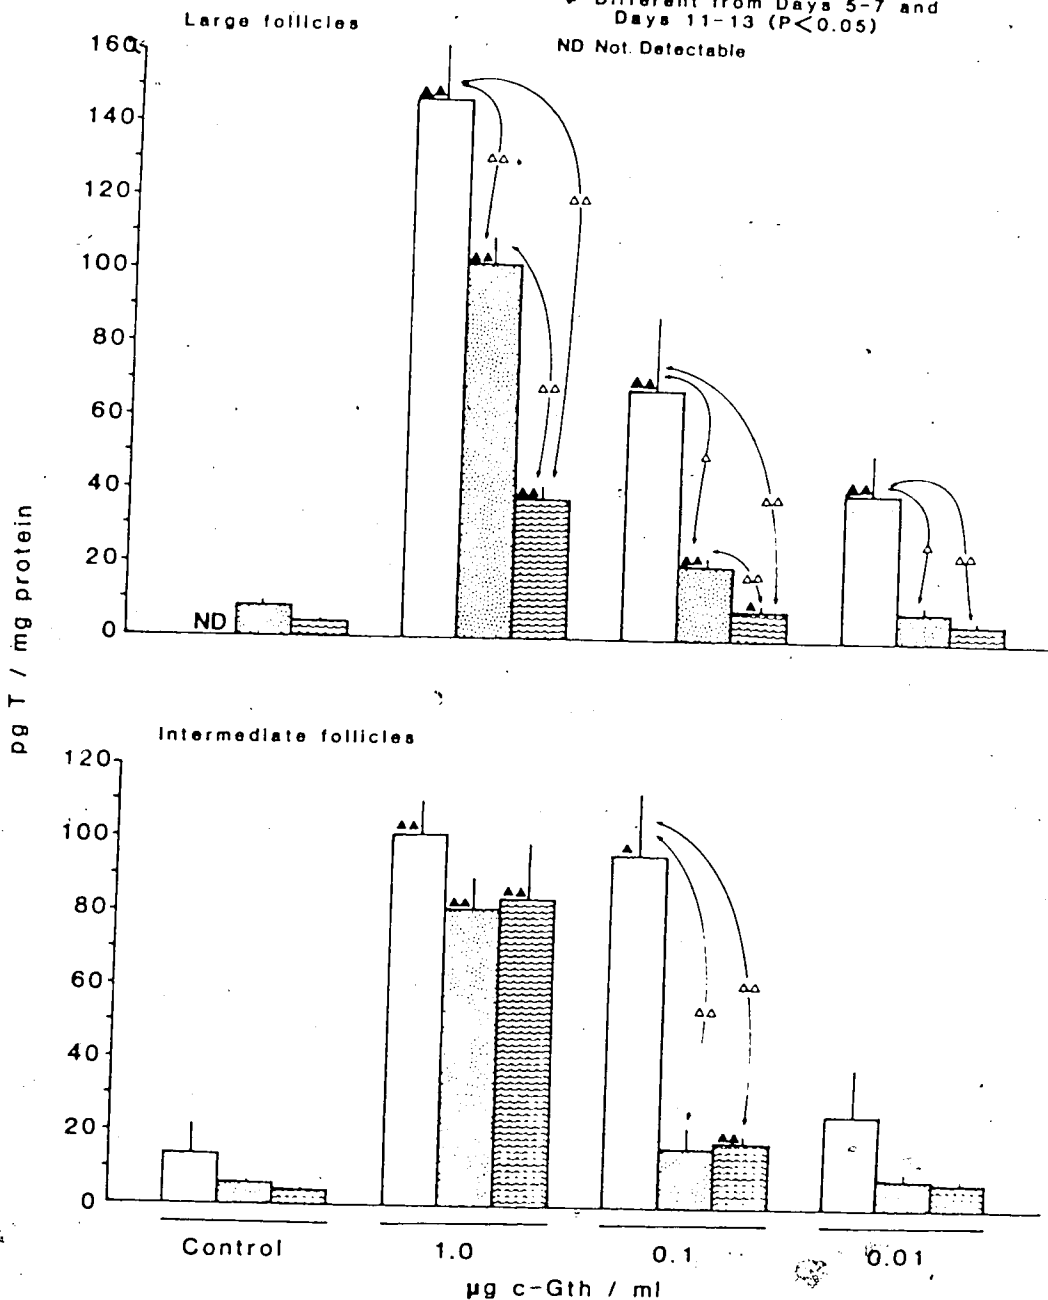 Different from Days 5-7 and
Days 11-13 (P<0.05)
ND Not Detectable
Large follicles
160
140
120
100
80
60
40
20
0
ND
pg T / mg protein
Intermediate follicles
120
100
80
60
40
20
0
Control
1.0
0.1
0.01
µg c-Gth / ml